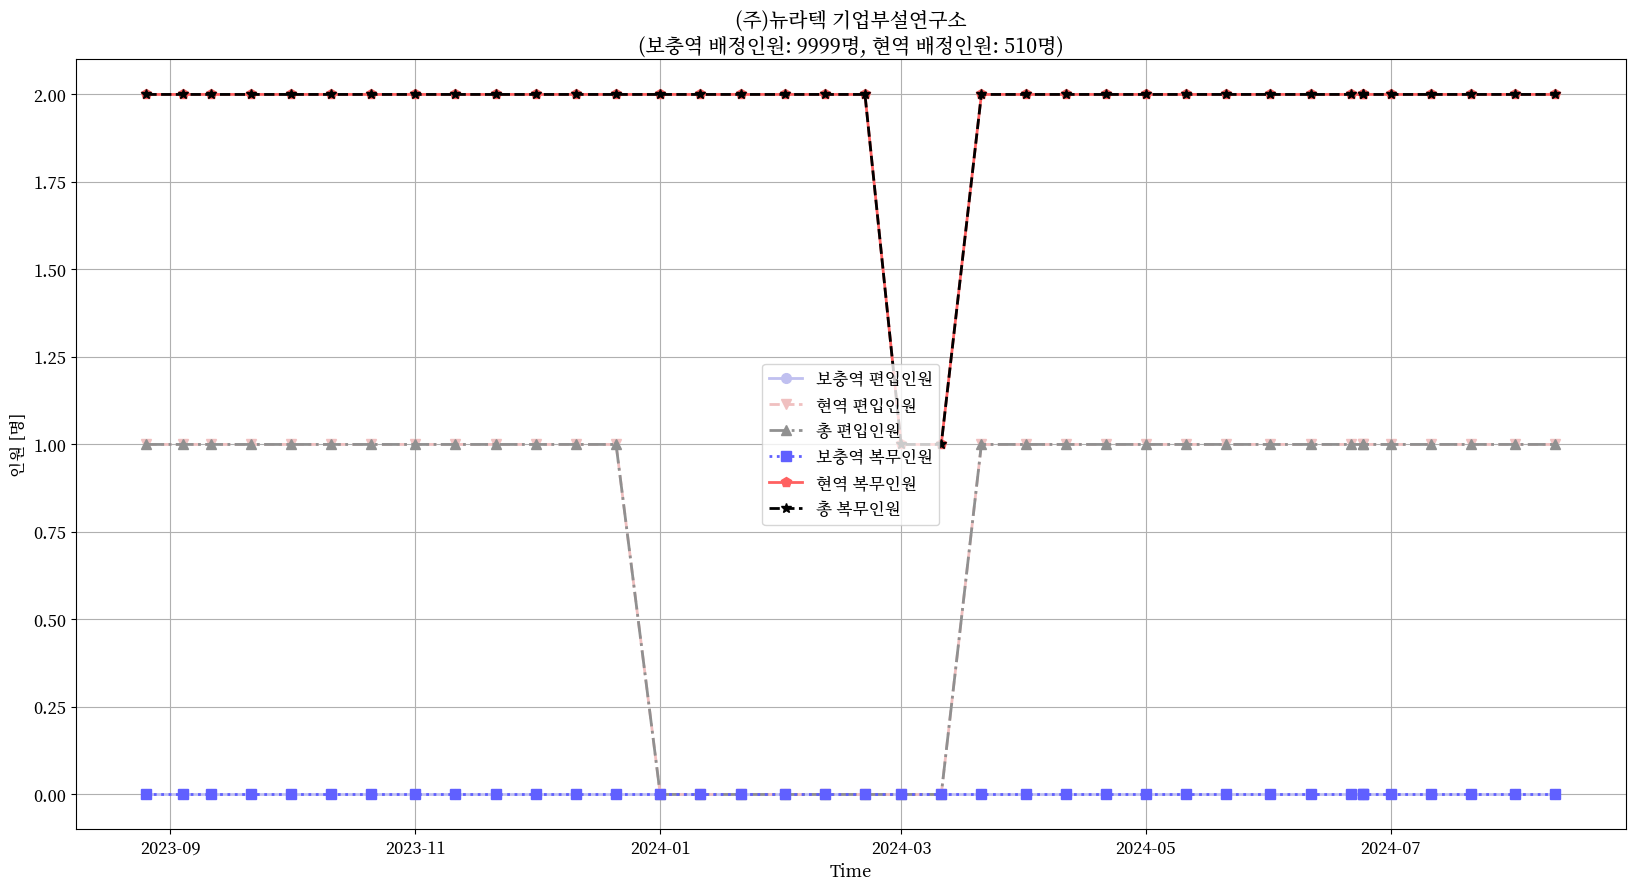 (주)뉴라텍 기업부설연구소
(보충역 배정인원: 9999명, 현역 배정인원: 510명)
2.00
1.75
1.50
1.25
1.00
0.75
0.50
0.25
0.00
인원 [명]
보충역 편입인원
현역 편입인원
총 편입인원
보충역 복무인원
현역 복무인원
총 복무인원
2023-09
2023-11
2024-01
2024-03
2024-05
2024-07
Time